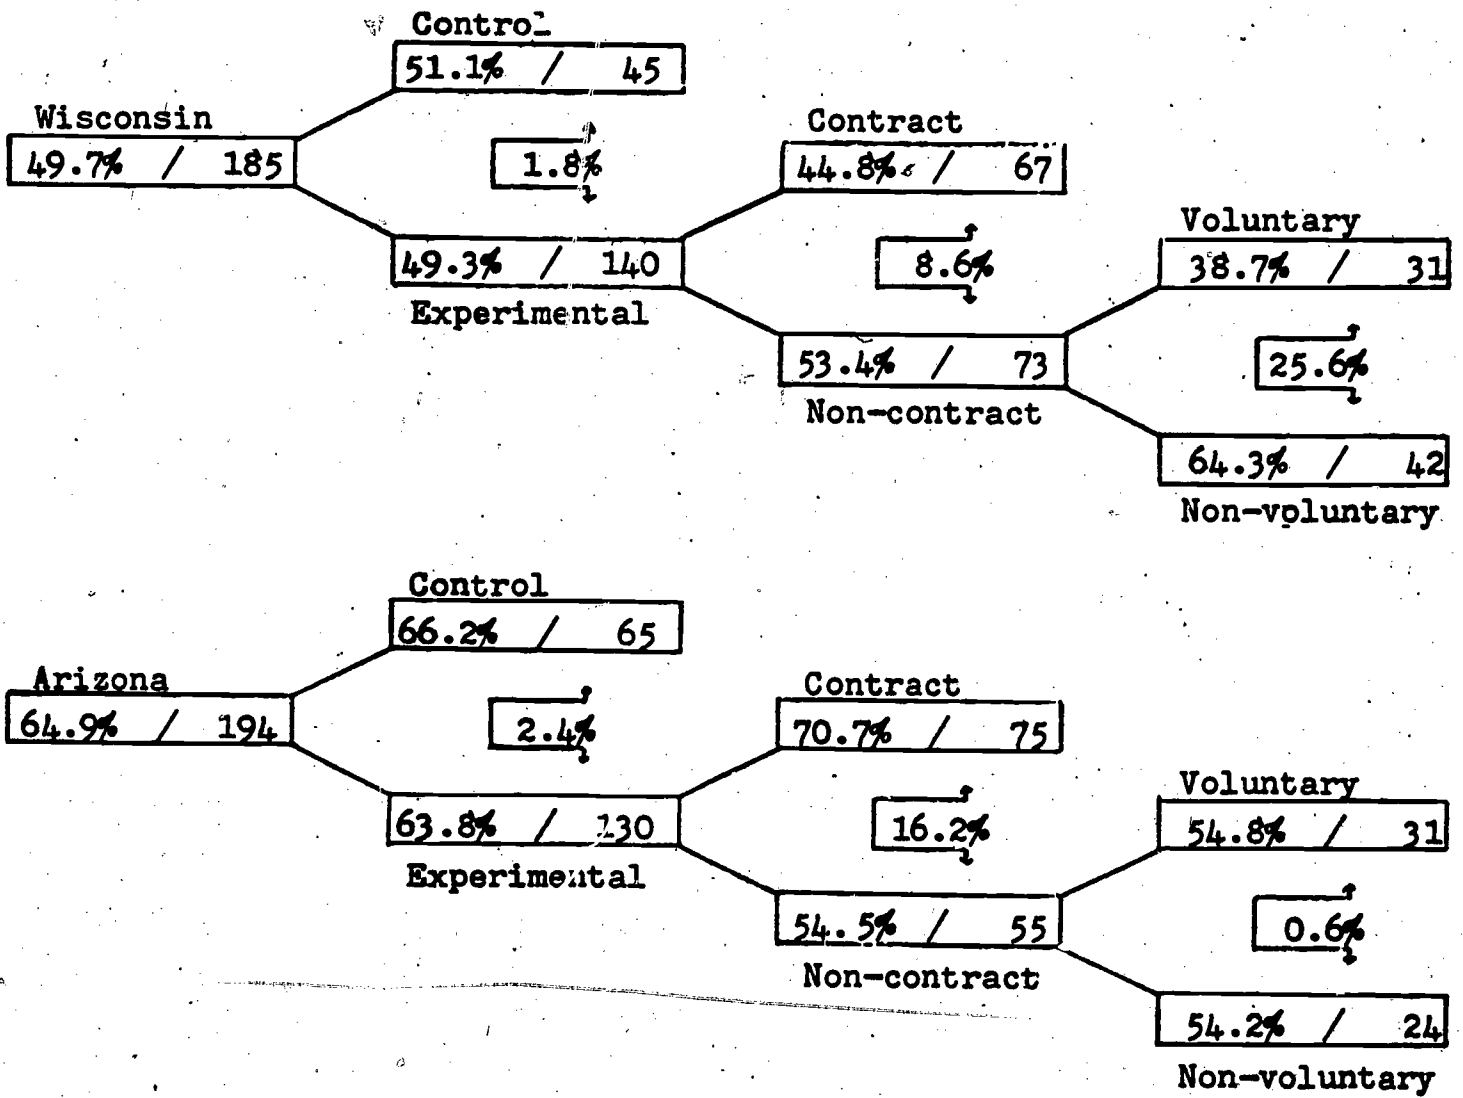 Control
51.1% / 45
Wisconsin
49.7% / 185
1.8%
Contract
44.8% / 67
49.3% / 140
Experimental
8.6%
Voluntary
38.7% / 31
53.4% / 73
Non-contract
25.6%
64.3% / 42
Non-voluntary
Control
66.2% / 65
Arizona
64.9% / 194
2.4%
Contract
70.7% / 75
63.8% / 130
Experimental
16.2%
Voluntary
54.8% / 31
54.5% / 55
Non-contract
0.6%
54.2% / 24
Non-voluntary